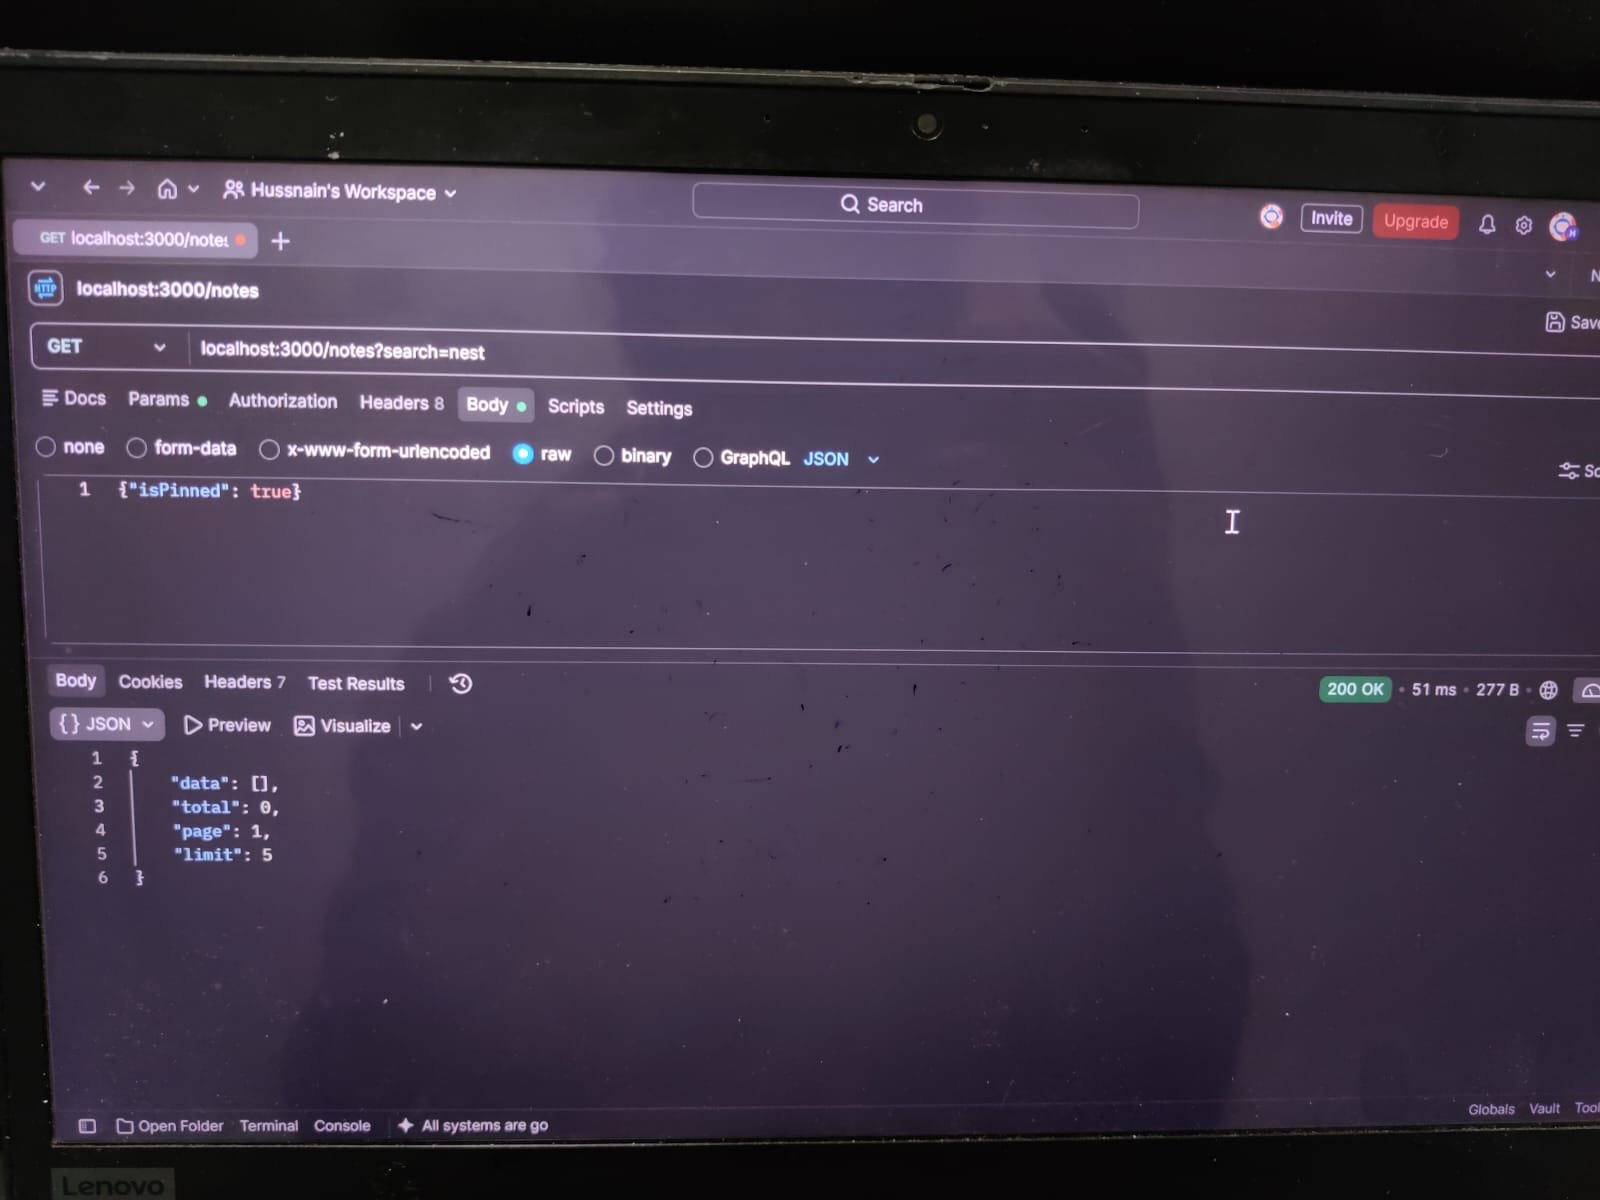 Hussnain's Workspace
Search
Invite
Upgrade
GET localhost:3000/notes
HTTP
localhost:3000/notes
GET
localhost:3000/notes?search=nest
Docs
Params
Authorization
Headers 8
Body
Scripts
Settings
none
form-data
x-www-form-urlencoded
raw
binary
GraphQL
JSON
1 {"isPinned": true}
Body
Cookies
Headers 7
Test Results
200 OK • 51 ms • 277 B
{} JSON
Preview
Visualize
1 {
2 "data": [],
3 "total": 0,
4 "page": 1,
5 "limit": 5
6 }
Open Folder
Terminal
Console
All systems are go
Globals
Vault
Lenovo